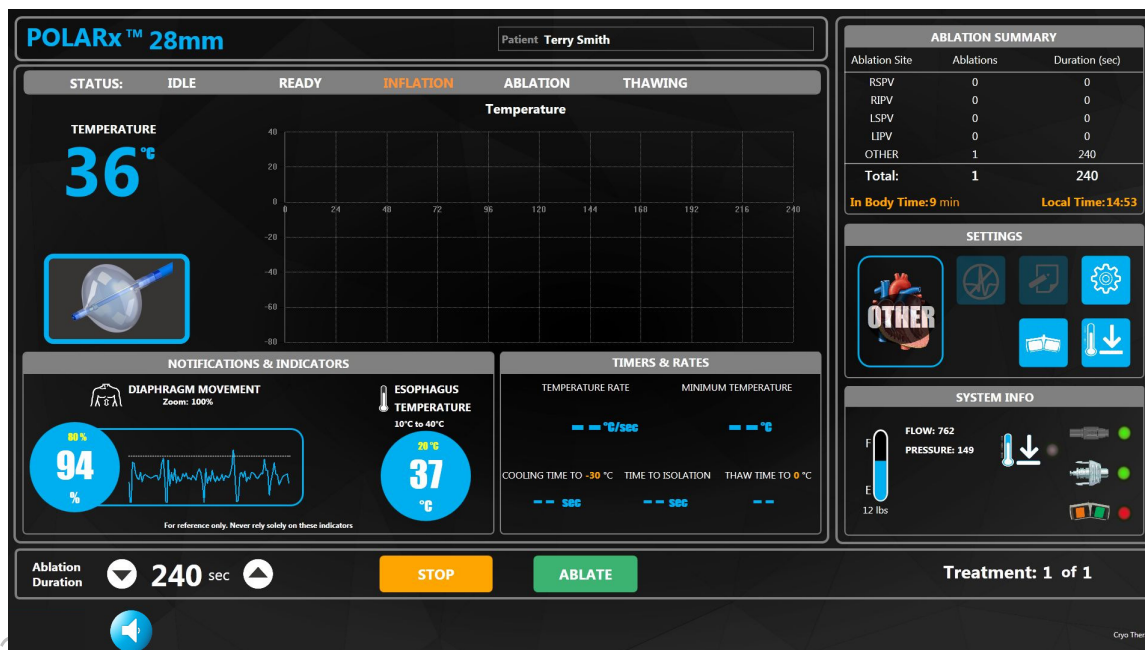 POLARx™ 28mm
Patient Terry Smith
STATUS: IDLE READY INFLATION ABLATION THAWING
TEMPERATURE
36 °C
Temperature
40
20
0
0 24 48 72 96 120 144 168 192 216 240
-20
-40
-60
-80
NOTIFICATIONS & INDICATORS
DIAPHRAGM MOVEMENT
Zoom: 100%
60 %
94
%
ESOPHAGUS
TEMPERATURE
10°C to 40°C
20 °C
37
°C
For reference only. Never rely solely on these indicators
TIMERS & RATES
TEMPERATURE RATE MINIMUM TEMPERATURE
-- °C/sec -- °C
COOLING TIME TO -30 °C TIME TO ISOLATION THAW TIME TO 0 °C
-- sec -- sec --
ABLATION SUMMARY
Ablation Site Ablations Duration (sec)
RSPV 0 0
RIPV 0 0
LSPV 0 0
LIPV 0 0
OTHER 1 240
Total: 1 240
In Body Time: 9 min Local Time: 14:53
SETTINGS
OTHER
SYSTEM INFO
F
E
12 lbs
FLOW: 762
PRESSURE: 149
Ablation
Duration
240 sec
STOP
ABLATE
Treatment: 1 of 1
Cryo Ther